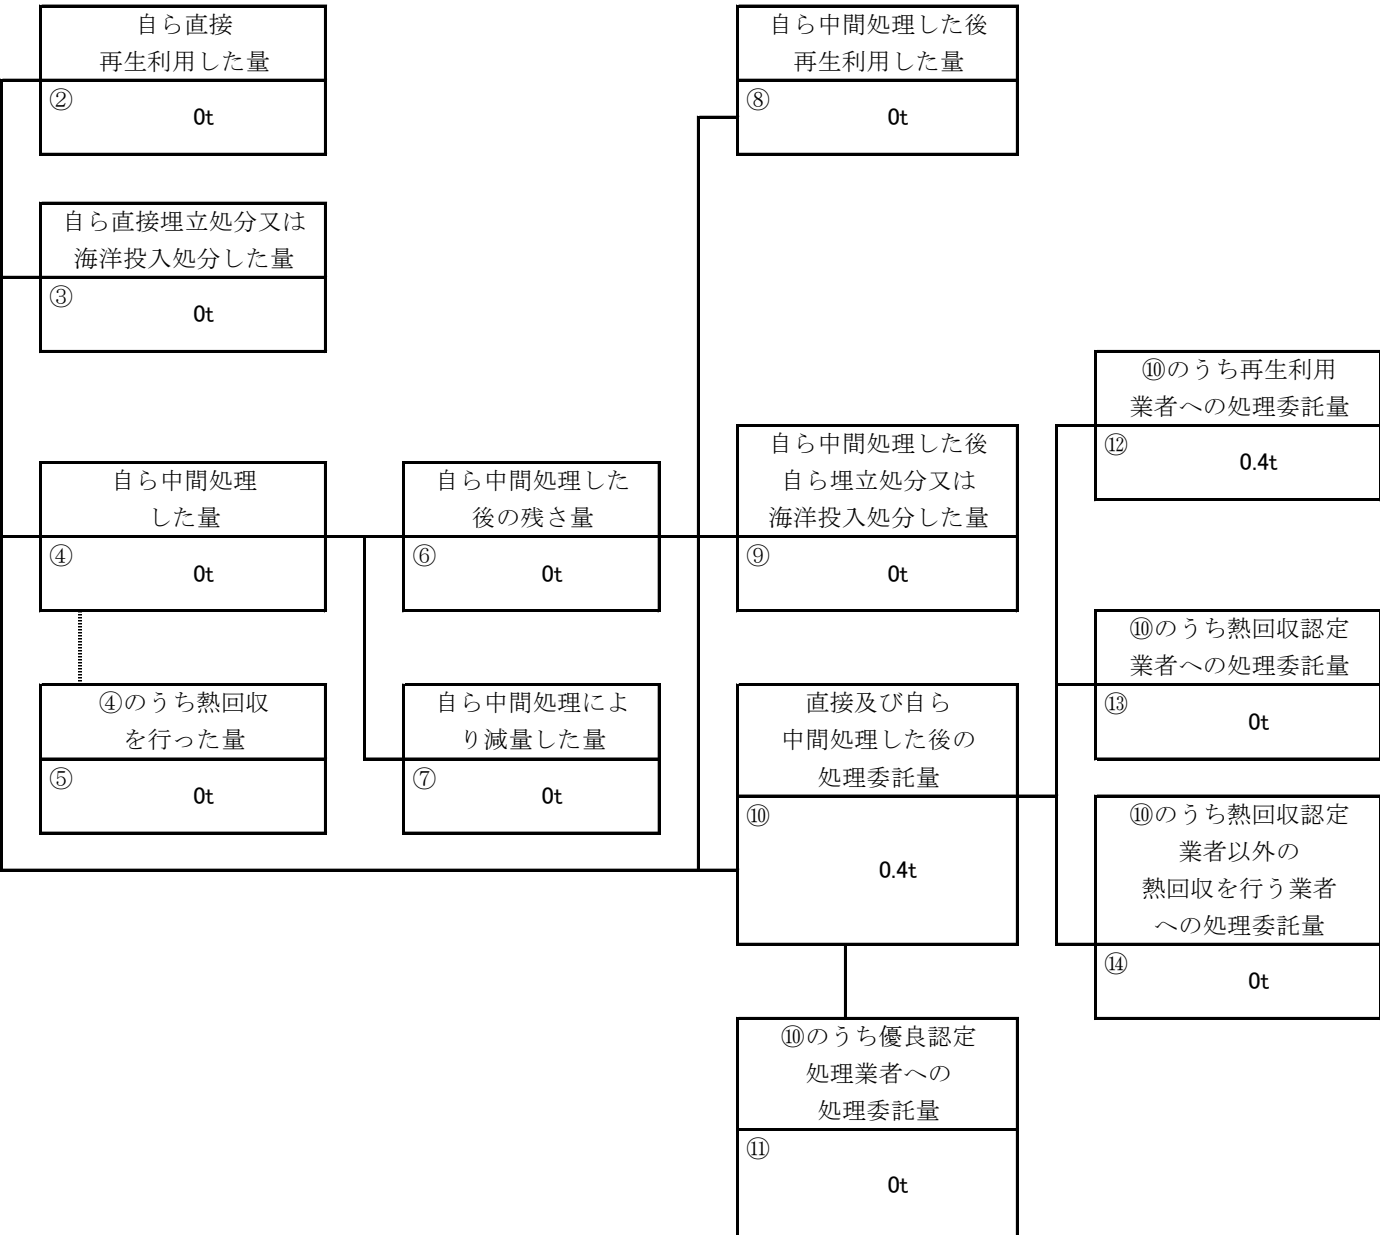 自ら直接
再生利用した量
②
0t
自ら中間処理した後
再生利用した量
⑧
0t
自ら直接埋立処分又は
海洋投入処分した量
③
0t
⑩のうち再生利用
業者への処理委託量
⑫
0.4t
自ら中間処理
した量
④
0t
自ら中間処理した
後の残さ量
⑥
0t
自ら中間処理した後
自ら埋立処分又は
海洋投入処分した量
⑨
0t
⑩のうち熱回収認定
業者への処理委託量
⑬
0t
④のうち熱回収
を行った量
⑤
0t
自ら中間処理によ
り減量した量
⑦
0t
直接及び自ら
中間処理した後の
処理委託量
⑩
0.4t
⑩のうち熱回収認定
業者以外の
熱回収を行う業者
への処理委託量
⑭
0t
⑩のうち優良認定
処理業者への
処理委託量
⑪
0t